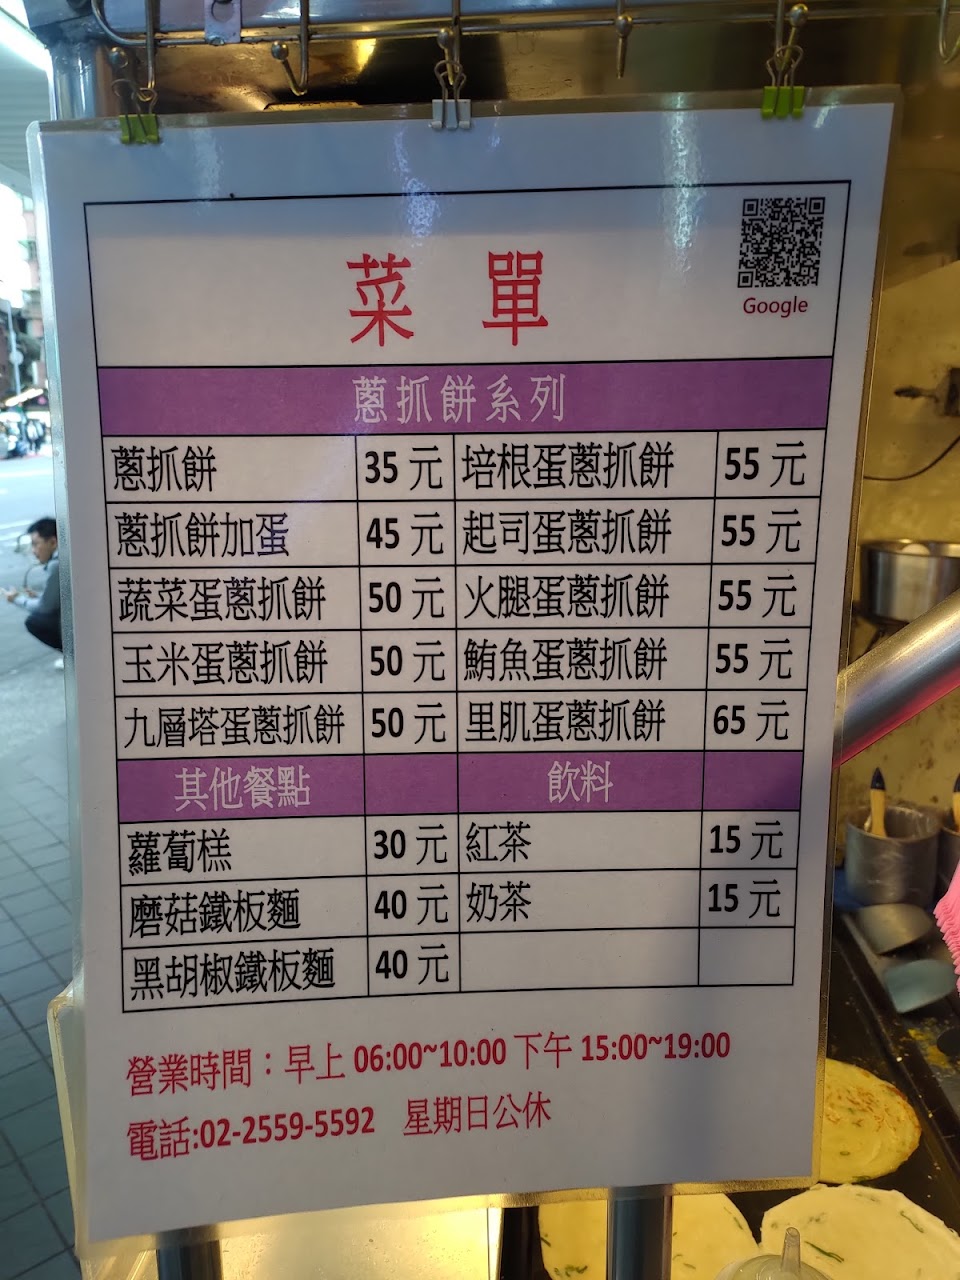 Google
菜單
蔥抓餅系列
蔥抓餅 35元 培根蛋蔥抓餅 55元
蔥抓餅加蛋 45元 起司蛋蔥抓餅 55元
蔬菜蛋蔥抓餅 50元 火腿蛋蔥抓餅 55元
玉米蛋蔥抓餅 50元 鮪魚蛋蔥抓餅 55元
九層塔蛋蔥抓餅 50元 里肌蛋蔥抓餅 65元
其他餐點 飲料
蘿蔔糕 30元 紅茶 15元
磨菇鐵板麵 40元 奶茶 15元
黑胡椒鐵板麵 40元
營業時間：早上 06:00~10:00 下午 15:00~19:00
電話:02-2559-5592 星期日公休